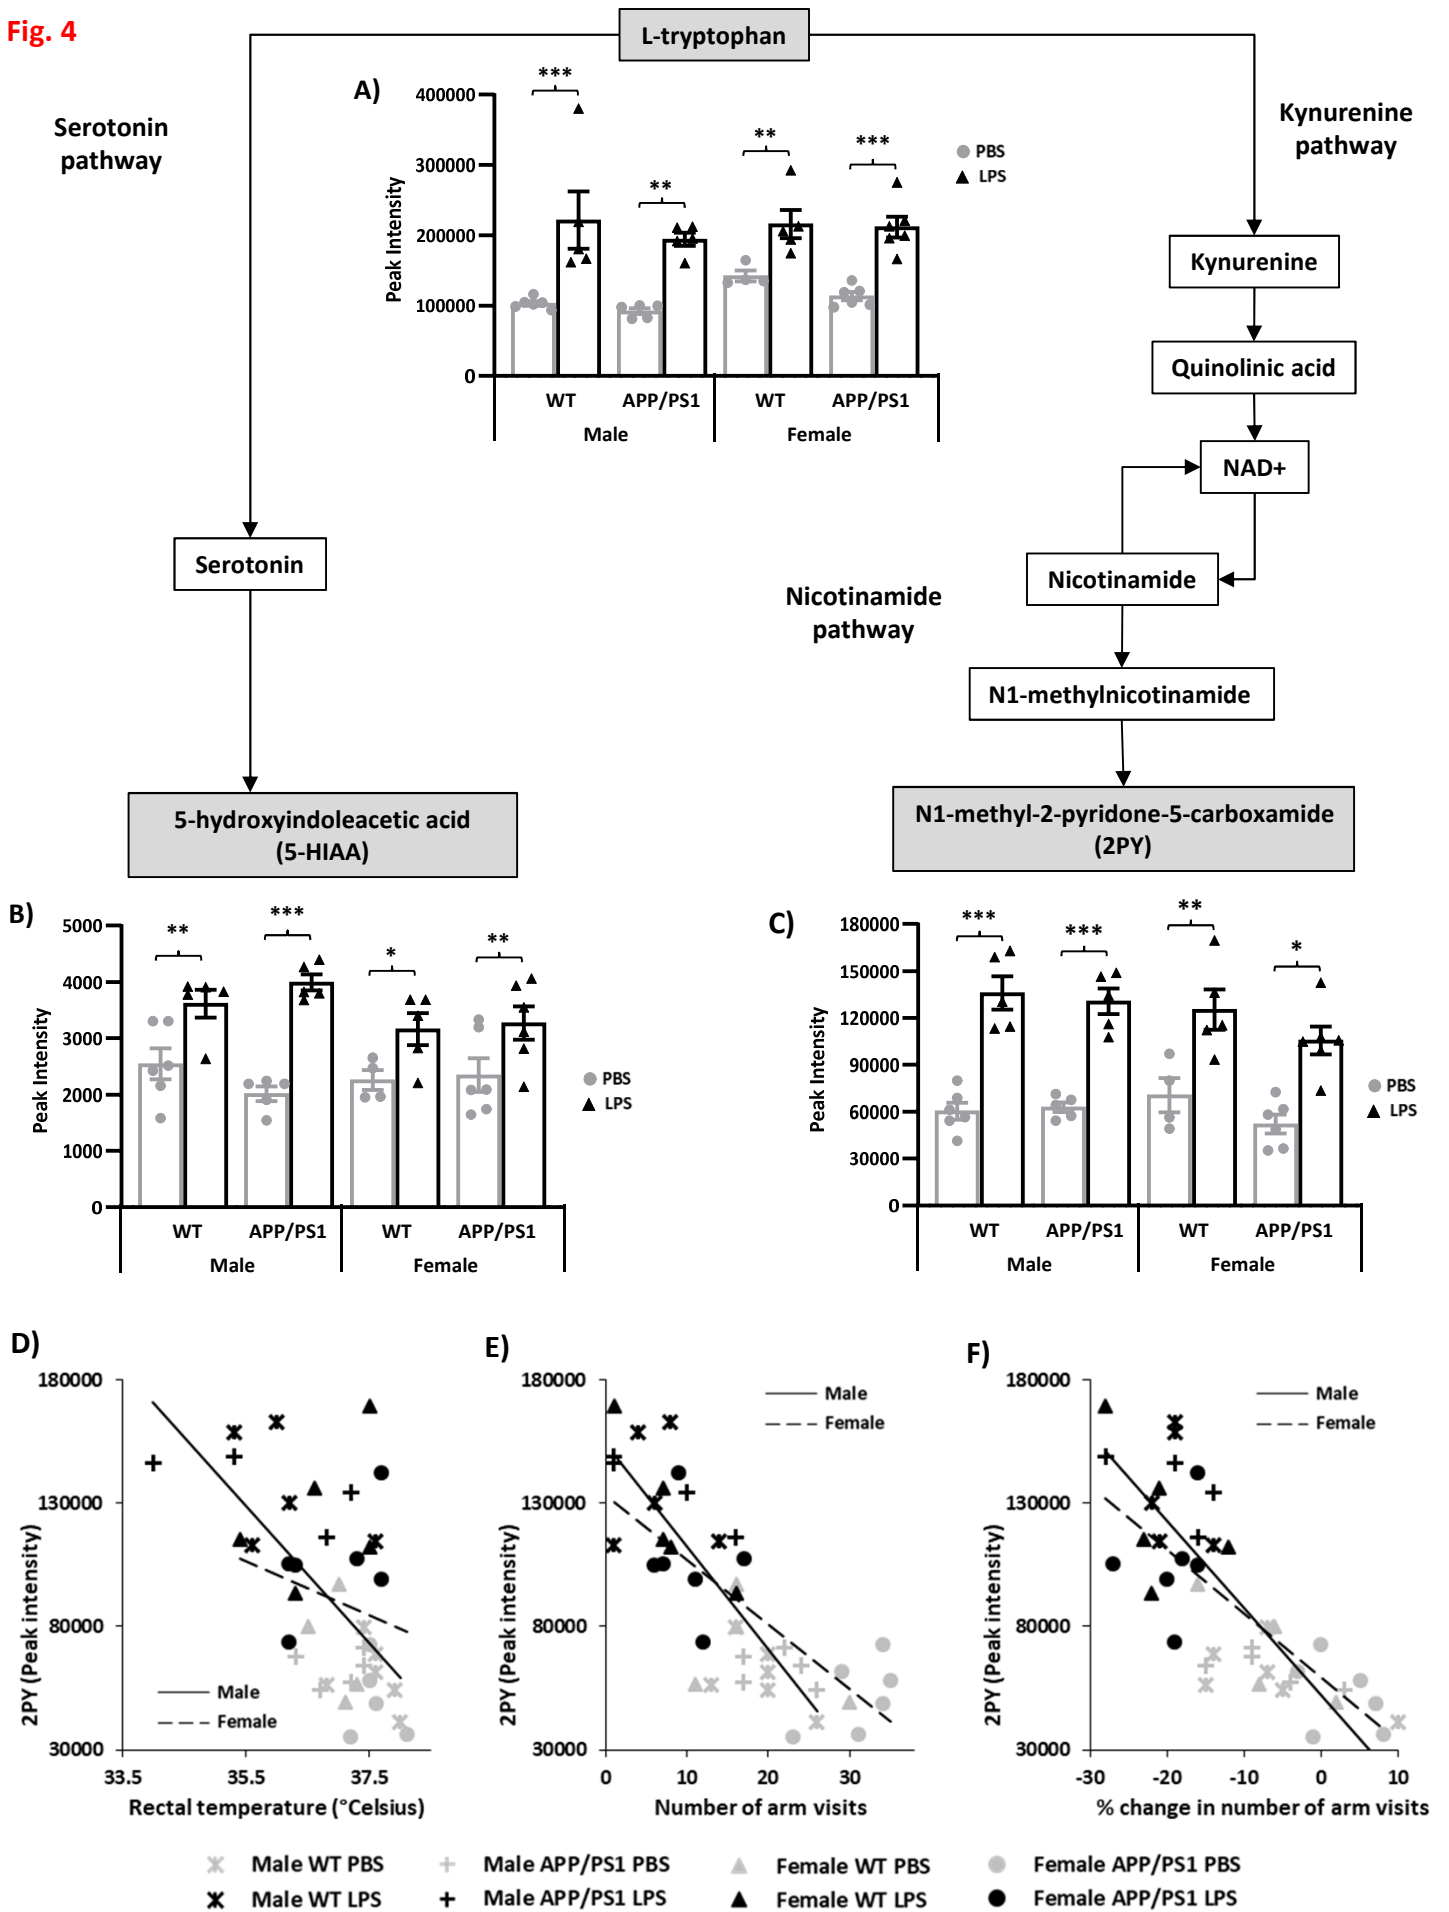 Fig. 4
L-tryptophan
Serotonin
pathway
Kynurenine
pathway
A)
400000
300000
200000
100000
0
Peak Intensity
***
**
**
***
PBS
LPS
WT
APP/PS1
WT
APP/PS1
Male
Female
Kynurenine
Quinolinic acid
NAD+
Serotonin
Nicotinamide
Nicotinamide
pathway
N1-methylnicotinamide
5-hydroxyindoleacetic acid
(5-HIAA)
N1-methyl-2-pyridone-5-carboxamide
(2PY)
B)
5000
4000
3000
2000
1000
0
Peak Intensity
**
***
*
**
PBS
LPS
WT
APP/PS1
WT
APP/PS1
Male
Female
C)
180000
150000
120000
90000
60000
30000
0
Peak Intensity
***
***
**
*
PBS
LPS
WT
APP/PS1
WT
APP/PS1
Male
Female
D)
180000
130000
80000
30000
2PY (Peak intensity)
Male
Female
33.5
35.5
37.5
Rectal temperature (°Celsius)
E)
180000
130000
80000
30000
2PY (Peak intensity)
Male
Female
0
10
20
30
Number of arm visits
F)
180000
130000
80000
30000
2PY (Peak intensity)
Male
Female
-30
-20
-10
0
10
% change in number of arm visits
Male WT PBS
Male APP/PS1 PBS
Female WT PBS
Female APP/PS1 PBS
Male WT LPS
Male APP/PS1 LPS
Female WT LPS
Female APP/PS1 LPS